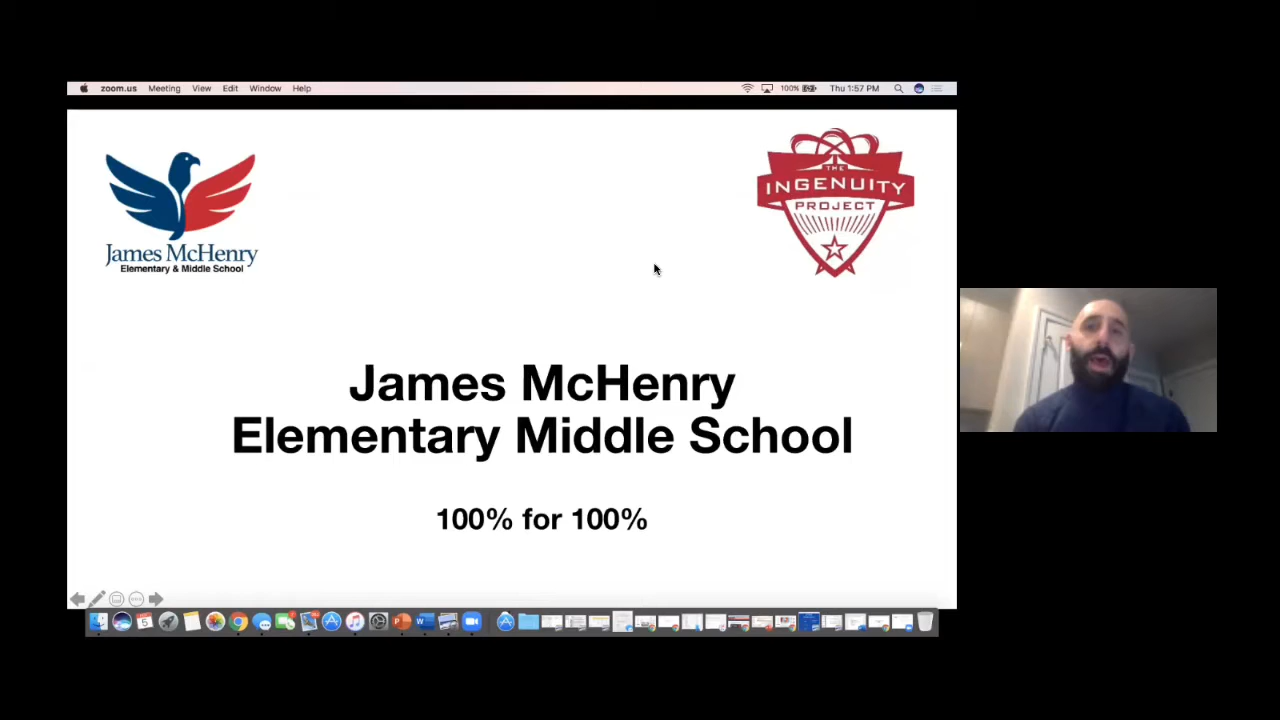 zoom.us Meeting View Edit Window Help 100% Thu 1:57 PM
James McHenry
Elementary & Middle School
THE
INGENUITY
PROJECT
James McHenry
Elementary Middle School
100% for 100%
5